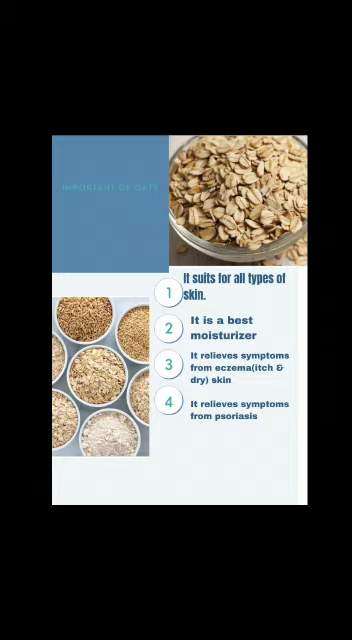 IMPORTANT OF OATS
1
It suits for all types of
skin.
2
It is a best
moisturizer
3
It relieves symptoms
from eczema(itch &
dry) skin
4
It relieves symptoms
from psoriasis